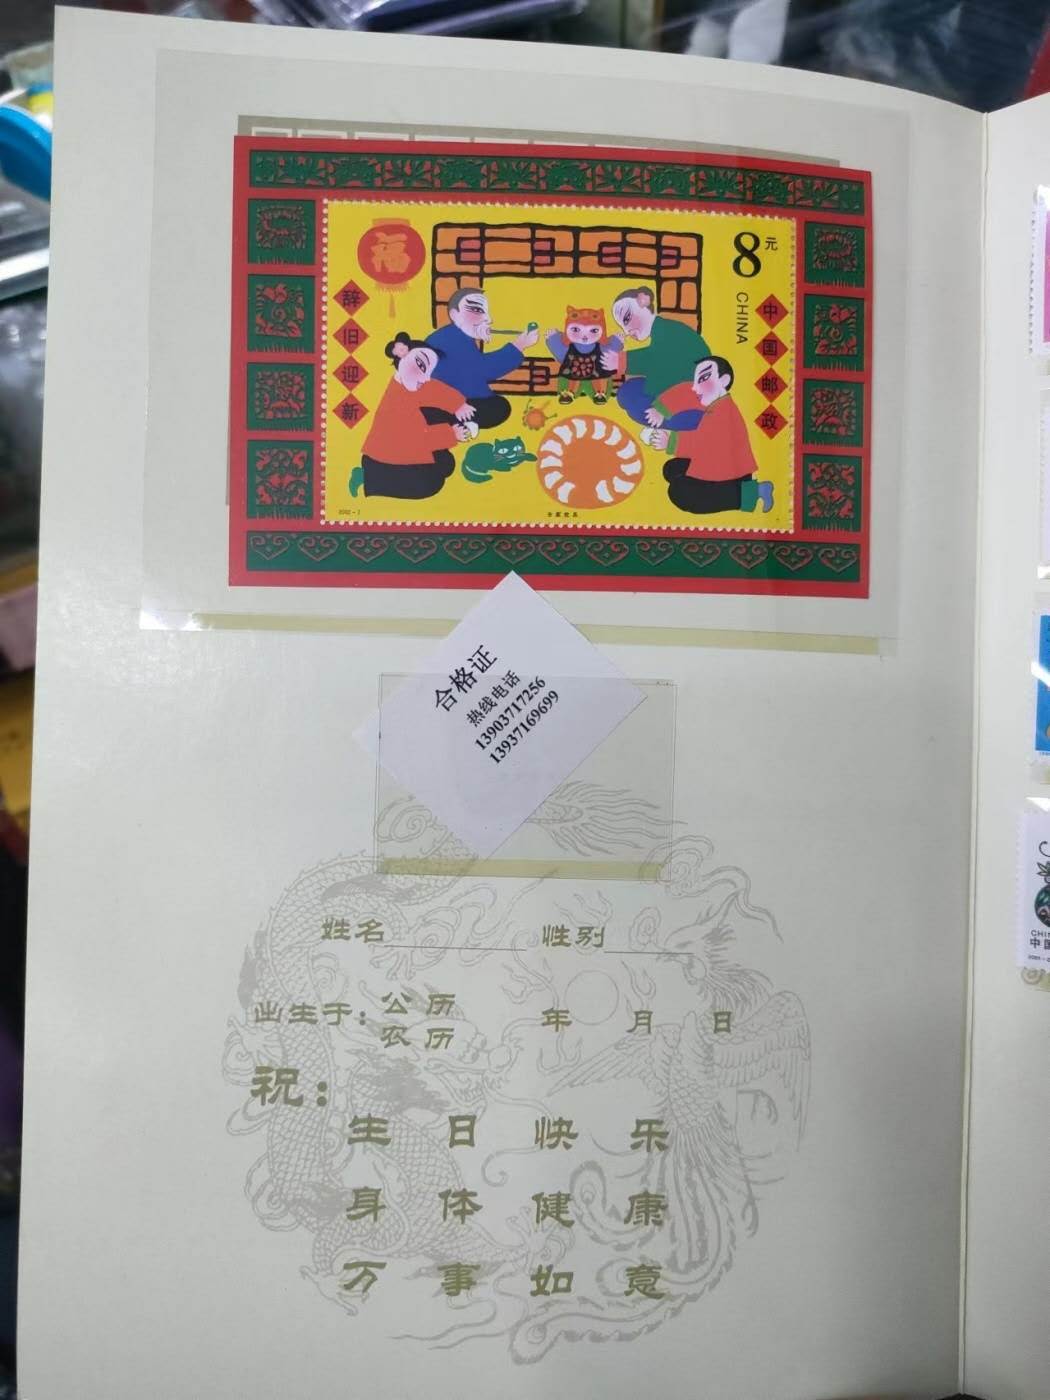 福
8元
CHINA
辞旧迎新
中国邮政
合格证
热线电话
13903717256
13937169699
姓名 性别
出生于：公历 年 月 日
农历
祝：
生日快乐
身体健康
万事如意